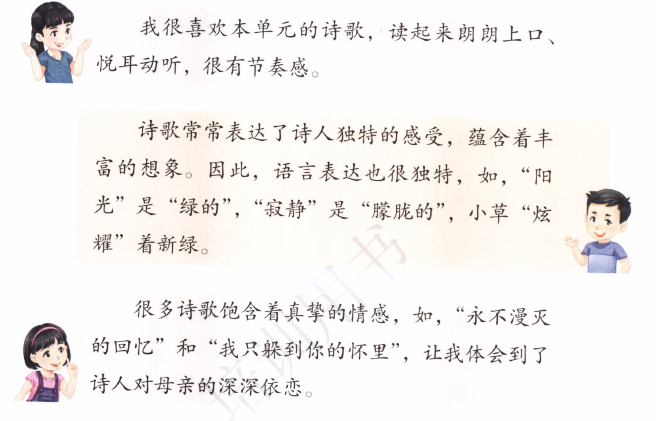 我很喜欢本单元的诗歌，读起来朗朗上口、
悦耳动听，很有节奏感。
诗歌常常表达了诗人独特的感受，蕴含着丰
富的想象。因此，语言表达也很独特，如，“阳
光”是“绿的”，“寂静”是“朦胧的”，小草“炫
耀”着新绿。
很多诗歌饱含着真挚的情感，如，“永不漫灭
的回忆”和“我只躲到你的怀里”，让我体会到了
诗人对母亲的深深依恋。
培训用书